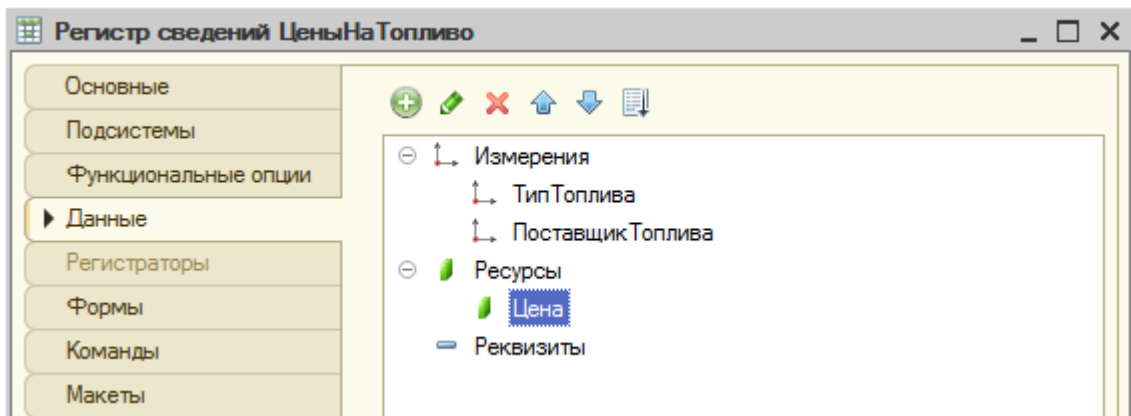 Регистр сведений ЦеныНаТопливо
Основные
Подсистемы
Функциональные опции
Данные
Регистраторы
Формы
Команды
Макеты
Измерения
ТипТоплива
ПоставщикТоплива
Ресурсы
Цена
Реквизиты